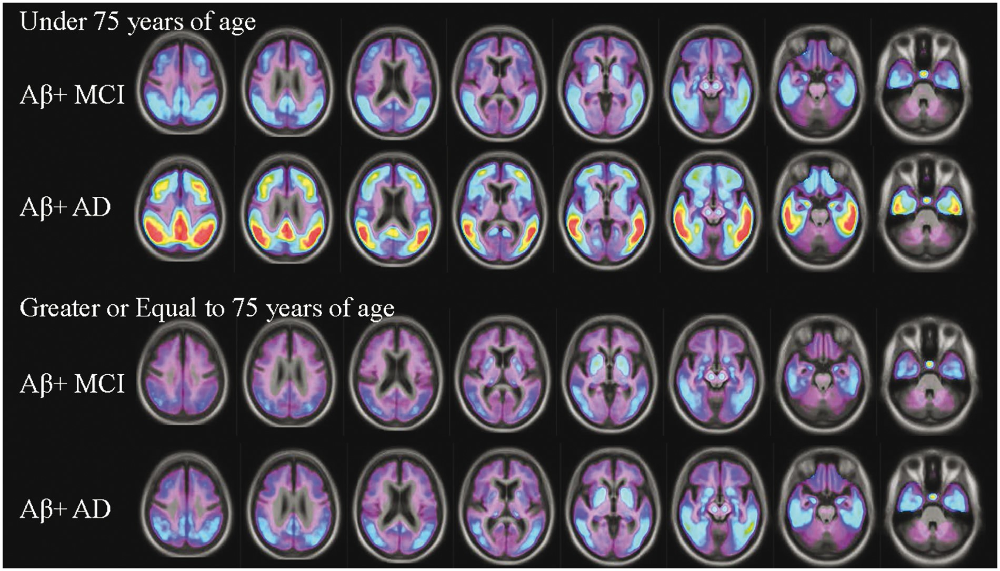 Under 75 years of age
Aβ+ MCI
Aβ+ AD
Greater or Equal to 75 years of age
Aβ+ MCI
Aβ+ AD